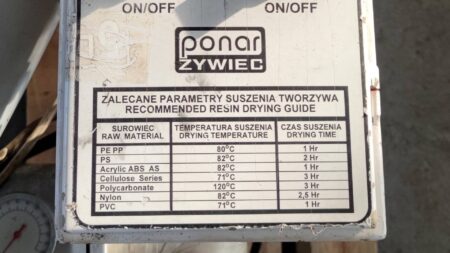 ON/OFF ON/OFF
ponar
ŻYWIEC
ZALECANE PARAMETRY SUSZENIA TWORZYWA
RECOMMENDED RESIN DRYING GUIDE
SUROWIEC TEMPERATURA SUSZENIA CZAS SUSZENIA
RAW MATERIAL DRYING TEMPERATURE DRYING TIME
PE PP 80°C 1 Hr
PS 82°C 2 Hr
Acrylic ABS AS 82°C 1 Hr
Cellulose Series 71°C 3 Hr
Polycarbonate 120°C 3 Hr
Nylon 82°C 2,5 Hr
PVC 71°C 1 Hr